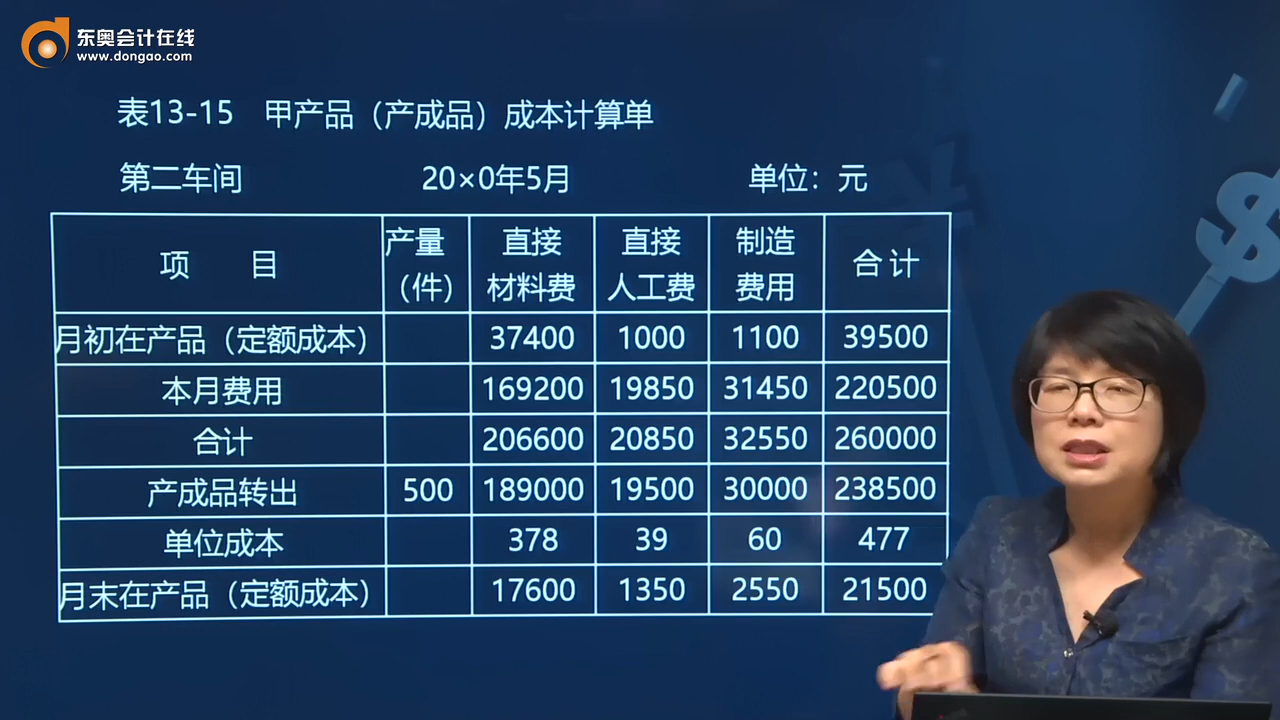 东奥会计在线
www.dongao.com
表13-15 甲产品（产成品）成本计算单
第二车间 20×0年5月 单位：元
项 目 产量（件） 直接材料费 直接人工费 制造费用 合计
月初在产品（定额成本） 37400 1000 1100 39500
本月费用 169200 19850 31450 220500
合计 206600 20850 32550 260000
产成品转出 500 189000 19500 30000 238500
单位成本 378 39 60 477
月末在产品（定额成本） 17600 1350 2550 21500